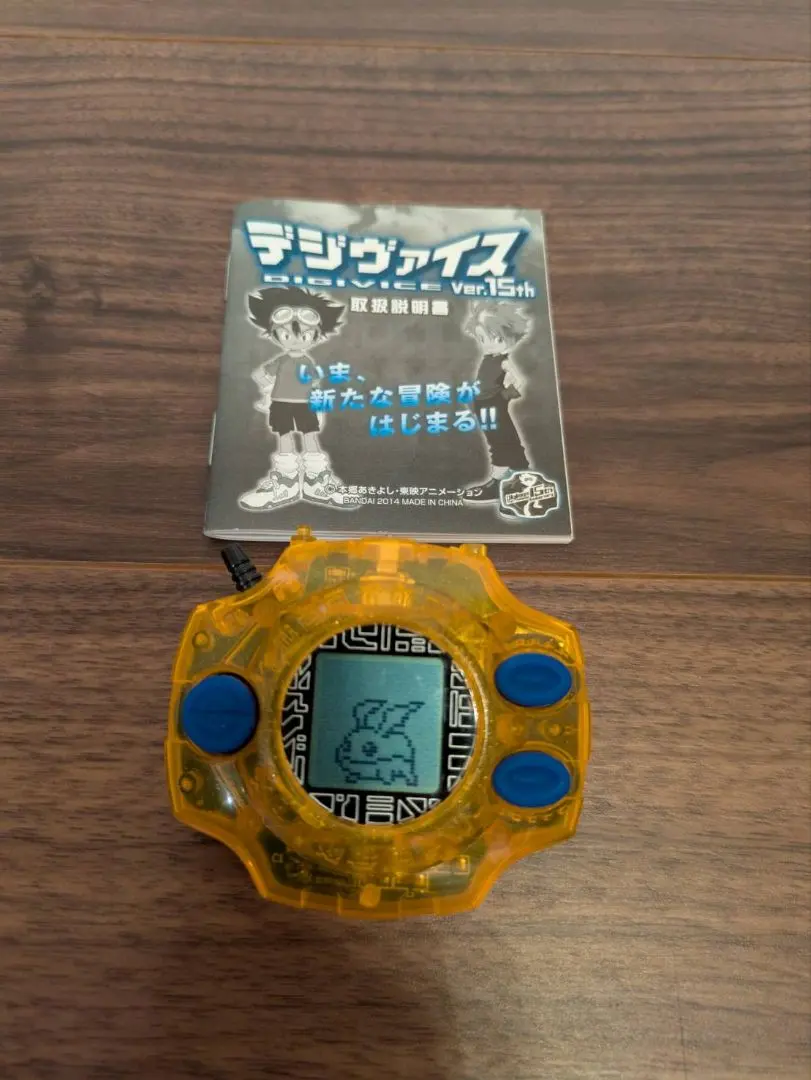 デジヴァイス
DIGIVICE Ver.15th
取扱説明書
いま、
新たな冒険が
はじまる!!
©本郷あきよし・東映アニメーション
BANDAI 2014 MADE IN CHINA
15th